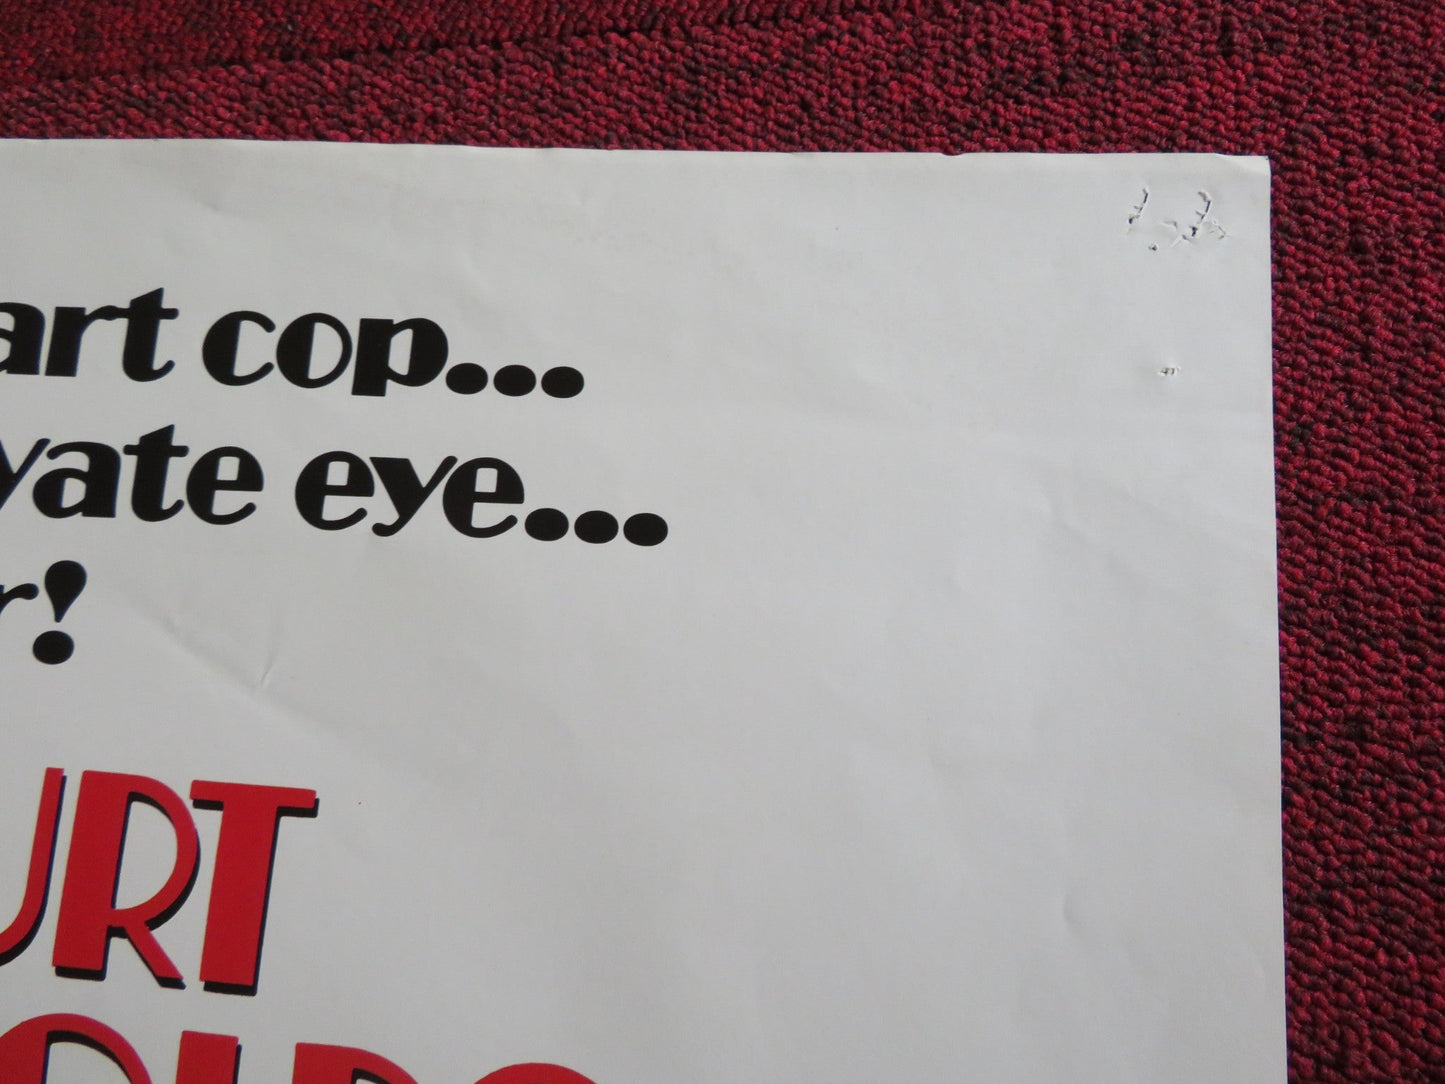 art cop...
vate eye...
r!
URT